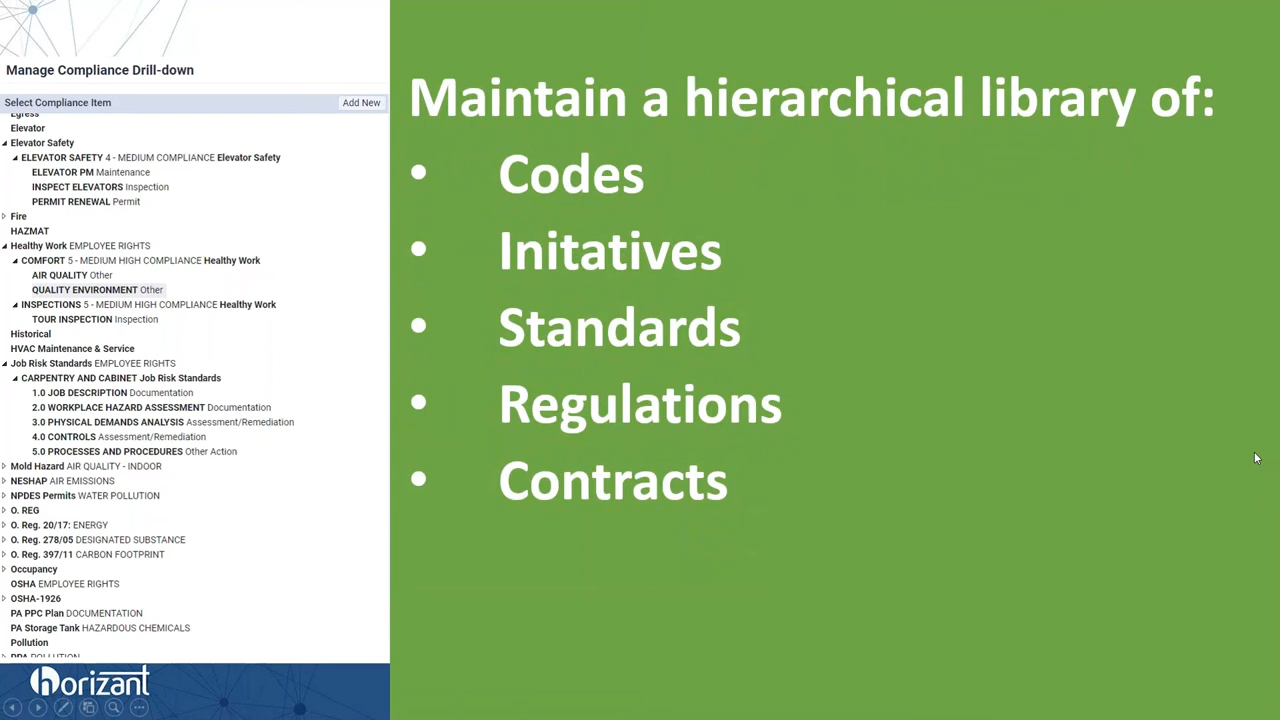 Manage Compliance Drill-down
Select Compliance Item
Add New
Egress
Elevator
Elevator Safety
ELEVATOR SAFETY 4 - MEDIUM COMPLIANCE Elevator Safety
ELEVATOR PM Maintenance
INSPECT ELEVATORS Inspection
PERMIT RENEWAL Permit
Fire
HAZMAT
Healthy Work EMPLOYEE RIGHTS
COMFORT 5 - MEDIUM HIGH COMPLIANCE Healthy Work
AIR QUALITY Other
QUALITY ENVIRONMENT Other
INSPECTIONS 5 - MEDIUM HIGH COMPLIANCE Healthy Work
TOUR INSPECTION Inspection
Historical
HVAC Maintenance & Service
Job Risk Standards EMPLOYEE RIGHTS
CARPENTRY AND CABINET Job Risk Standards
1.0 JOB DESCRIPTION Documentation
2.0 WORKPLACE HAZARD ASSESSMENT Documentation
3.0 PHYSICAL DEMANDS ANALYSIS Assessment/Remediation
4.0 CONTROLS Assessment/Remediation
5.0 PROCESSES AND PROCEDURES Other Action
Mold Hazard AIR QUALITY - INDOOR
NESHAP AIR EMISSIONS
NPDES Permits WATER POLLUTION
O. REG
O. Reg. 20/17: ENERGY
O. Reg. 278/05 DESIGNATED SUBSTANCE
O. Reg. 397/11 CARBON FOOTPRINT
Occupancy
OSHA EMPLOYEE RIGHTS
OSHA-1926
PA PPC Plan DOCUMENTATION
PA Storage Tank HAZARDOUS CHEMICALS
Pollution
horizant
Maintain a hierarchical library of:
• Codes
• Initatives
• Standards
• Regulations
• Contracts